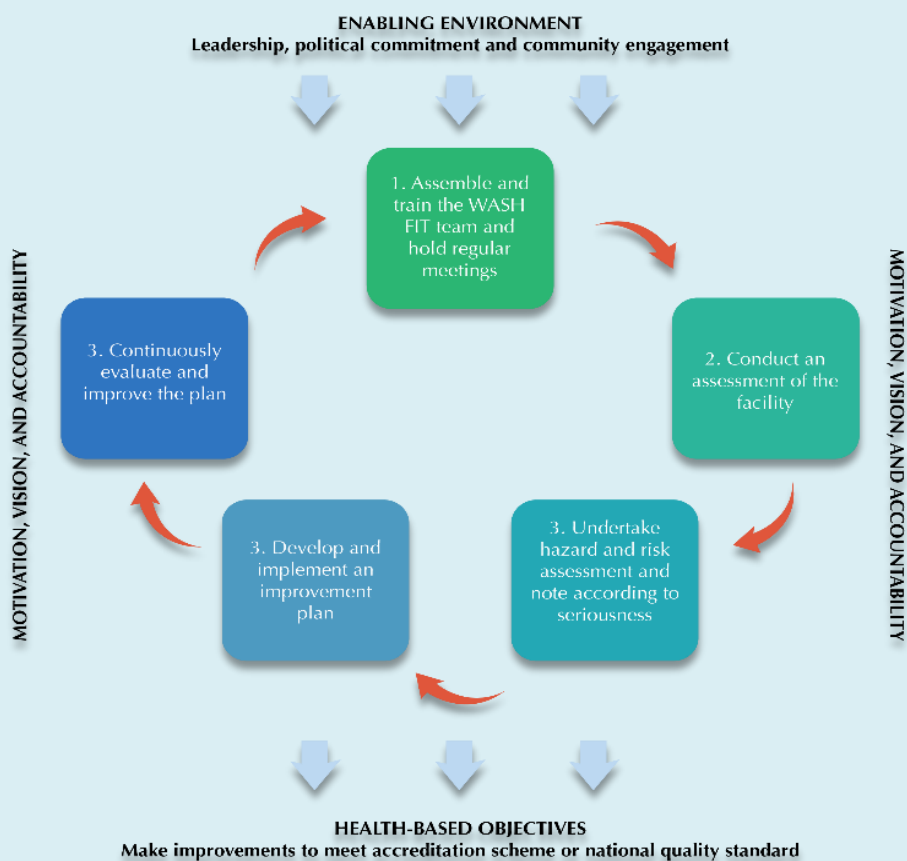 ENABLING ENVIRONMENT
Leadership, political commitment and community engagement
1. Assemble and
train the WASH
FIT team and
hold regular
meetings
2. Conduct an
assessment of the
facility
3. Undertake
hazard and risk
assessment and
note according to
seriousness
3. Develop and
implement an
improvement
plan
3. Continuously
evaluate and
improve the plan
MOTIVATION, VISION, AND ACCOUNTABILITY
MOTIVATION, VISION, AND ACCOUNTABILITY
HEALTH-BASED OBJECTIVES
Make improvements to meet accreditation scheme or national quality standard